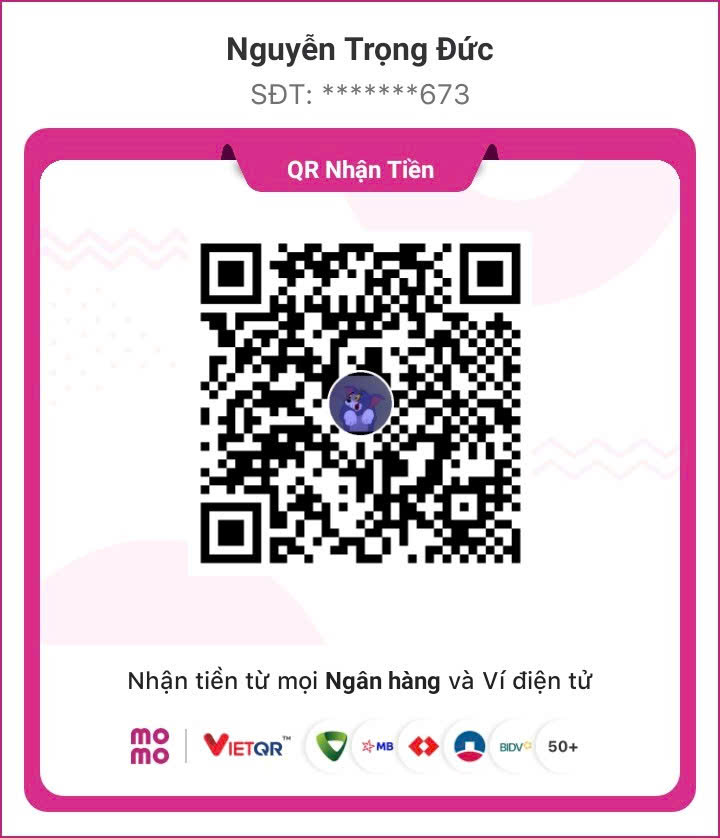 Nguyễn Trọng Đức
SĐT: *******673
QR Nhận Tiền
Nhận tiền từ mọi Ngân hàng và Ví điện tử
mo
mo
VIETQR™
MB
BIDV
50+